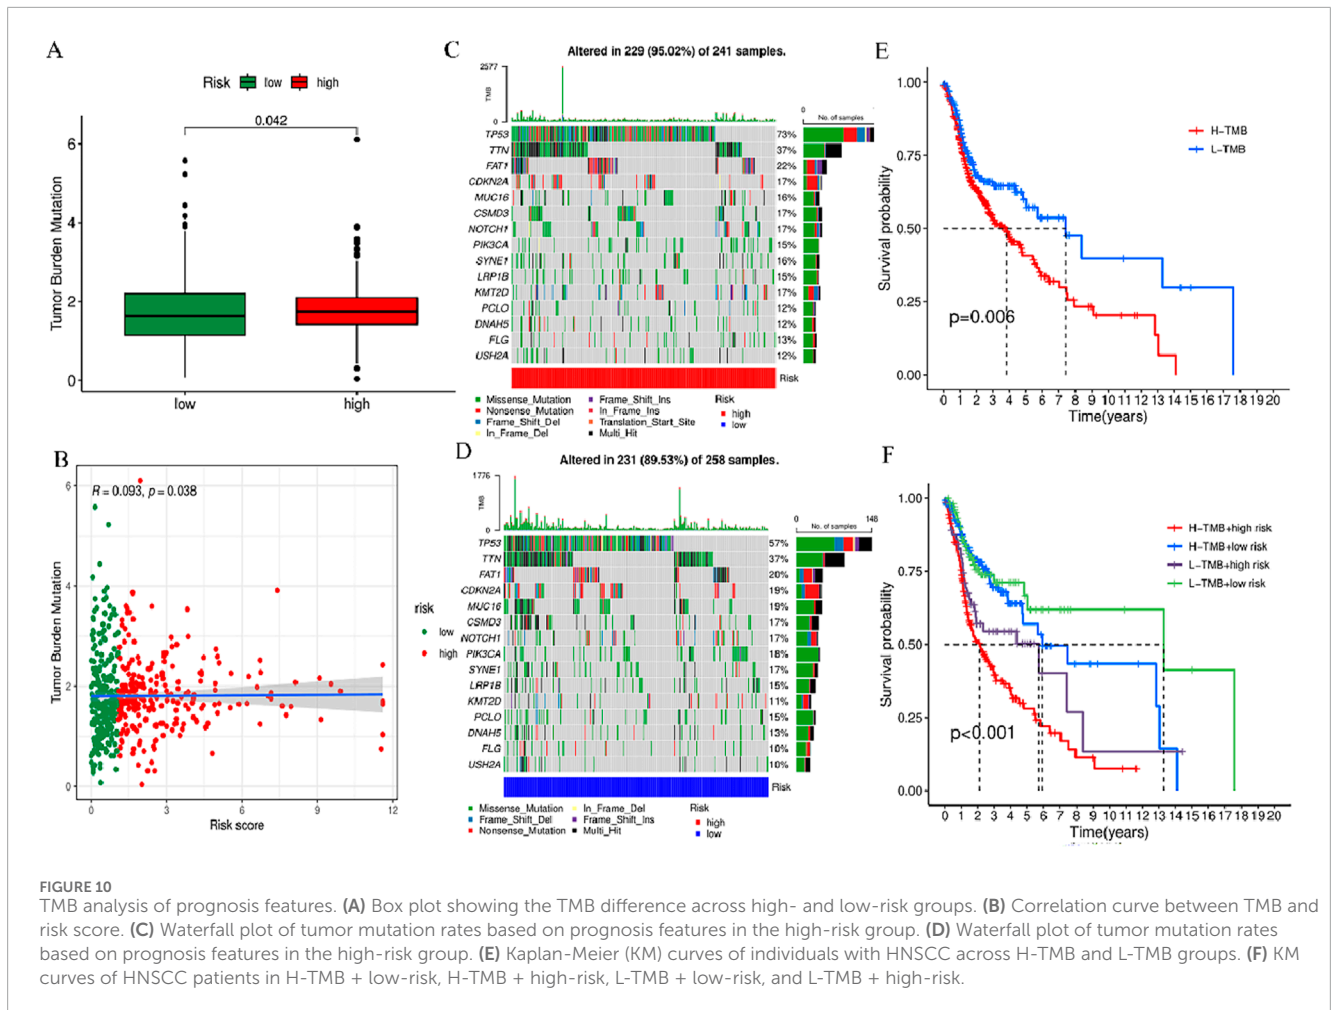 A
Risk low high
0.042
Tumor Burden Mutation
6
4
2
0
low high
B
R = 0.093, p = 0.038
Tumor Burden Mutation
6
4
2
0
0 3 6 9 12
Risk score
risk
low
high
C
Altered in 229 (95.02%) of 241 samples.
2577
TMB
0
0
No. of samples
TP53 73%
TTN 37%
FAT1 22%
CDKN2A 17%
MUC16 16%
CSMD3 17%
NOTCH1 17%
PIK3CA 15%
SYNE1 16%
LRP1B 15%
KMT2D 17%
PCLO 12%
DNAH5 12%
FLG 13%
USH2A 12%
Risk
Missense_Mutation Frame_Shift_Ins Risk
Nonsense_Mutation In_Frame_Ins high
Frame_Shift_Del Translation_Start_Site low
In_Frame_Del Multi_Hit
D
Altered in 231 (89.53%) of 258 samples.
1776
TMB
0
0 148
No. of samples
TP53 57%
TTN 37%
FAT1 20%
CDKN2A 19%
MUC16 19%
CSMD3 17%
NOTCH1 17%
PIK3CA 18%
SYNE1 17%
LRP1B 15%
KMT2D 11%
PCLO 15%
DNAH5 13%
FLG 10%
USH2A 10%
Risk
Missense_Mutation In_Frame_Del Risk
Frame_Shift_Del Frame_Shift_Ins high
Nonsense_Mutation Multi_Hit low
E
Survival probability
1.00
0.75
0.50
0.25
0.00
H-TMB
L-TMB
p=0.006
0 1 2 3 4 5 6 7 8 9 10 11 12 13 14 15 16 17 18 19 20
Time(years)
F
Survival probability
1.00
0.75
0.50
0.25
0.00
H-TMB+high risk
H-TMB+low risk
L-TMB+high risk
L-TMB+low risk
p<0.001
0 1 2 3 4 5 6 7 8 9 10 11 12 13 14 15 16 17 18 19 20
Time(years)
FIGURE 10
TMB analysis of prognosis features. (A) Box plot showing the TMB difference across high- and low-risk groups. (B) Correlation curve between TMB and
risk score. (C) Waterfall plot of tumor mutation rates based on prognosis features in the high-risk group. (D) Waterfall plot of tumor mutation rates
based on prognosis features in the high-risk group. (E) Kaplan-Meier (KM) curves of individuals with HNSCC across H-TMB and L-TMB groups. (F) KM
curves of HNSCC patients in H-TMB + low-risk, H-TMB + high-risk, L-TMB + low-risk, and L-TMB + high-risk.